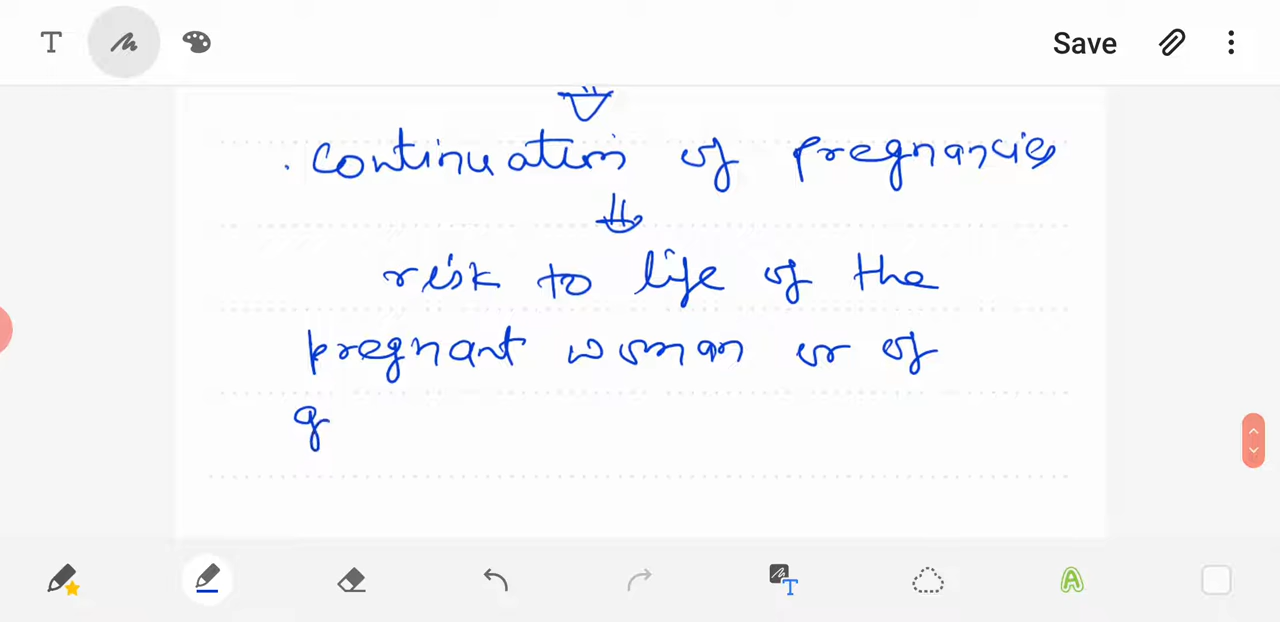 T Save
. continuation of pregnancies
risk to life of the
pregnant woman or of
g
T
A